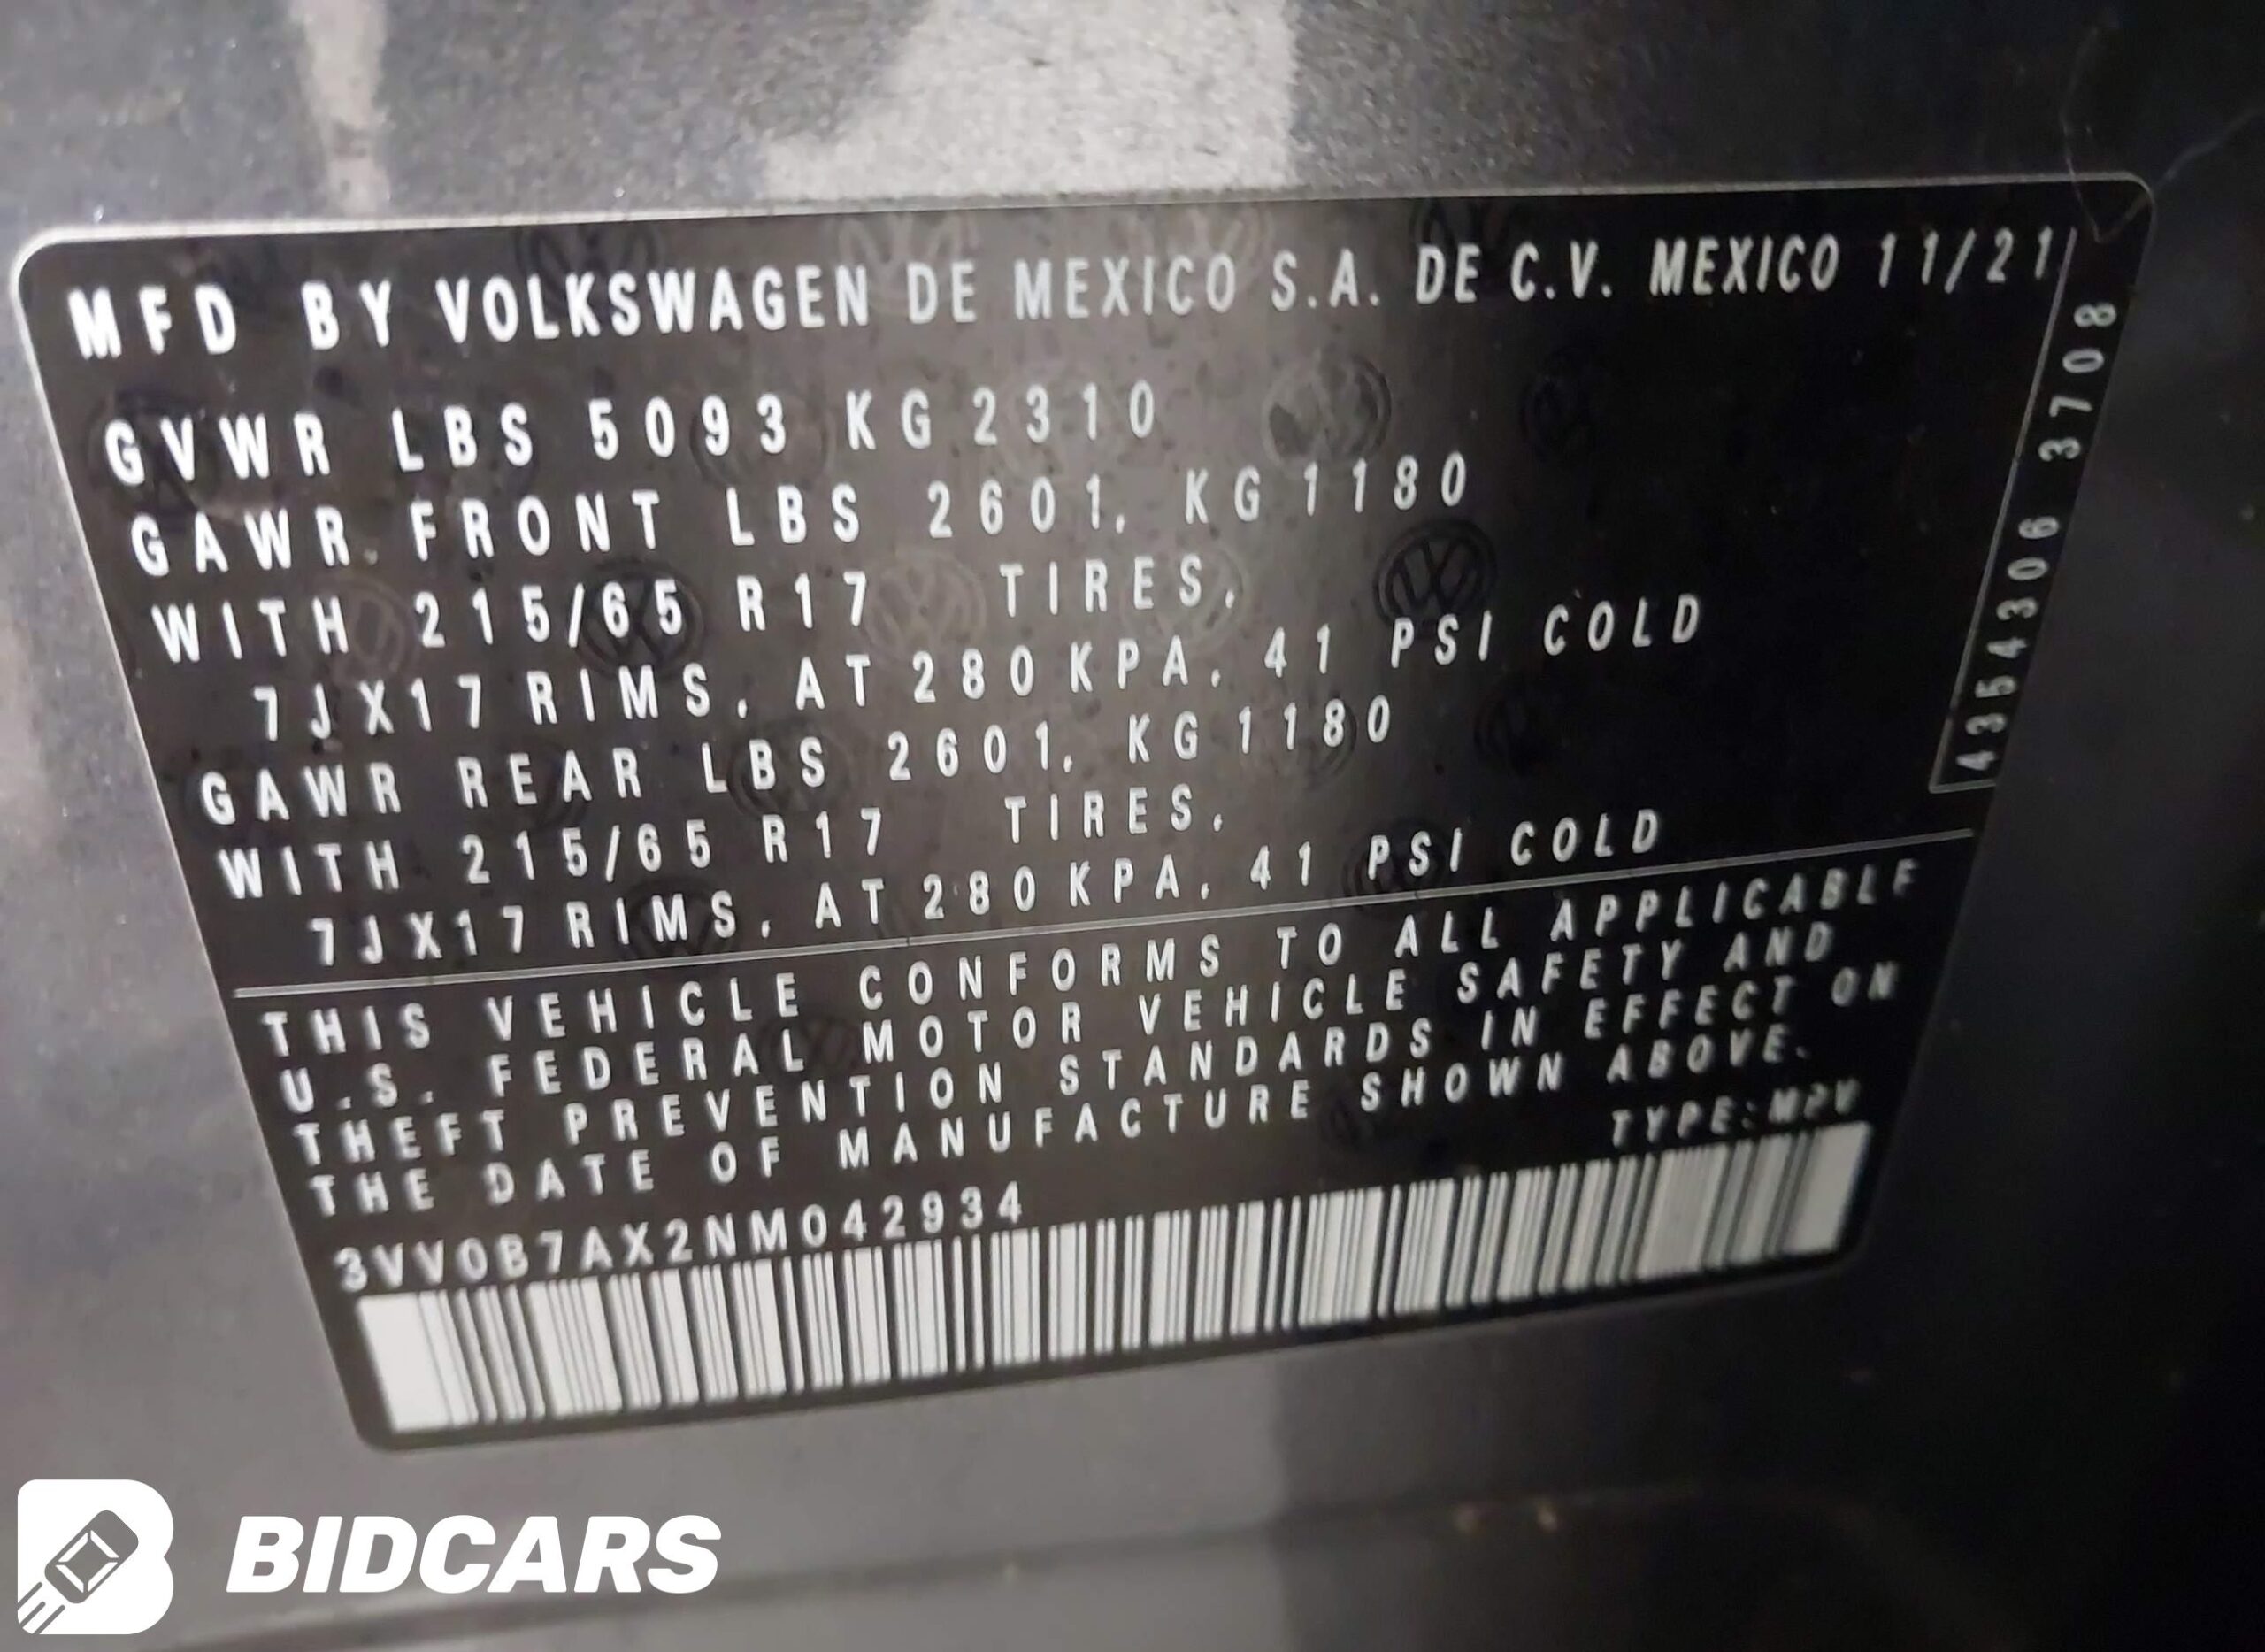 MFD BY VOLKSWAGEN DE MEXICO S.A. DE C.V. MEXICO 11/21
GVWR LBS 5093 KG 2310
GAWR FRONT LBS 2601, KG 1180
WITH 215/65 R17 TIRES,
7JX17 RIMS, AT 280 KPA, 41 PSI COLD
GAWR REAR LBS 2601, KG 1180
WITH 215/65 R17 TIRES,
7JX17 RIMS, AT 280 KPA, 41 PSI COLD
4354306 3708
THIS VEHICLE CONFORMS TO ALL APPLICABLE
U.S. FEDERAL MOTOR VEHICLE SAFETY AND
THEFT PREVENTION STANDARDS IN EFFECT ON
THE DATE OF MANUFACTURE SHOWN ABOVE.
TYPE:MPV
3VV0B7AX2NM042934
BIDCARS